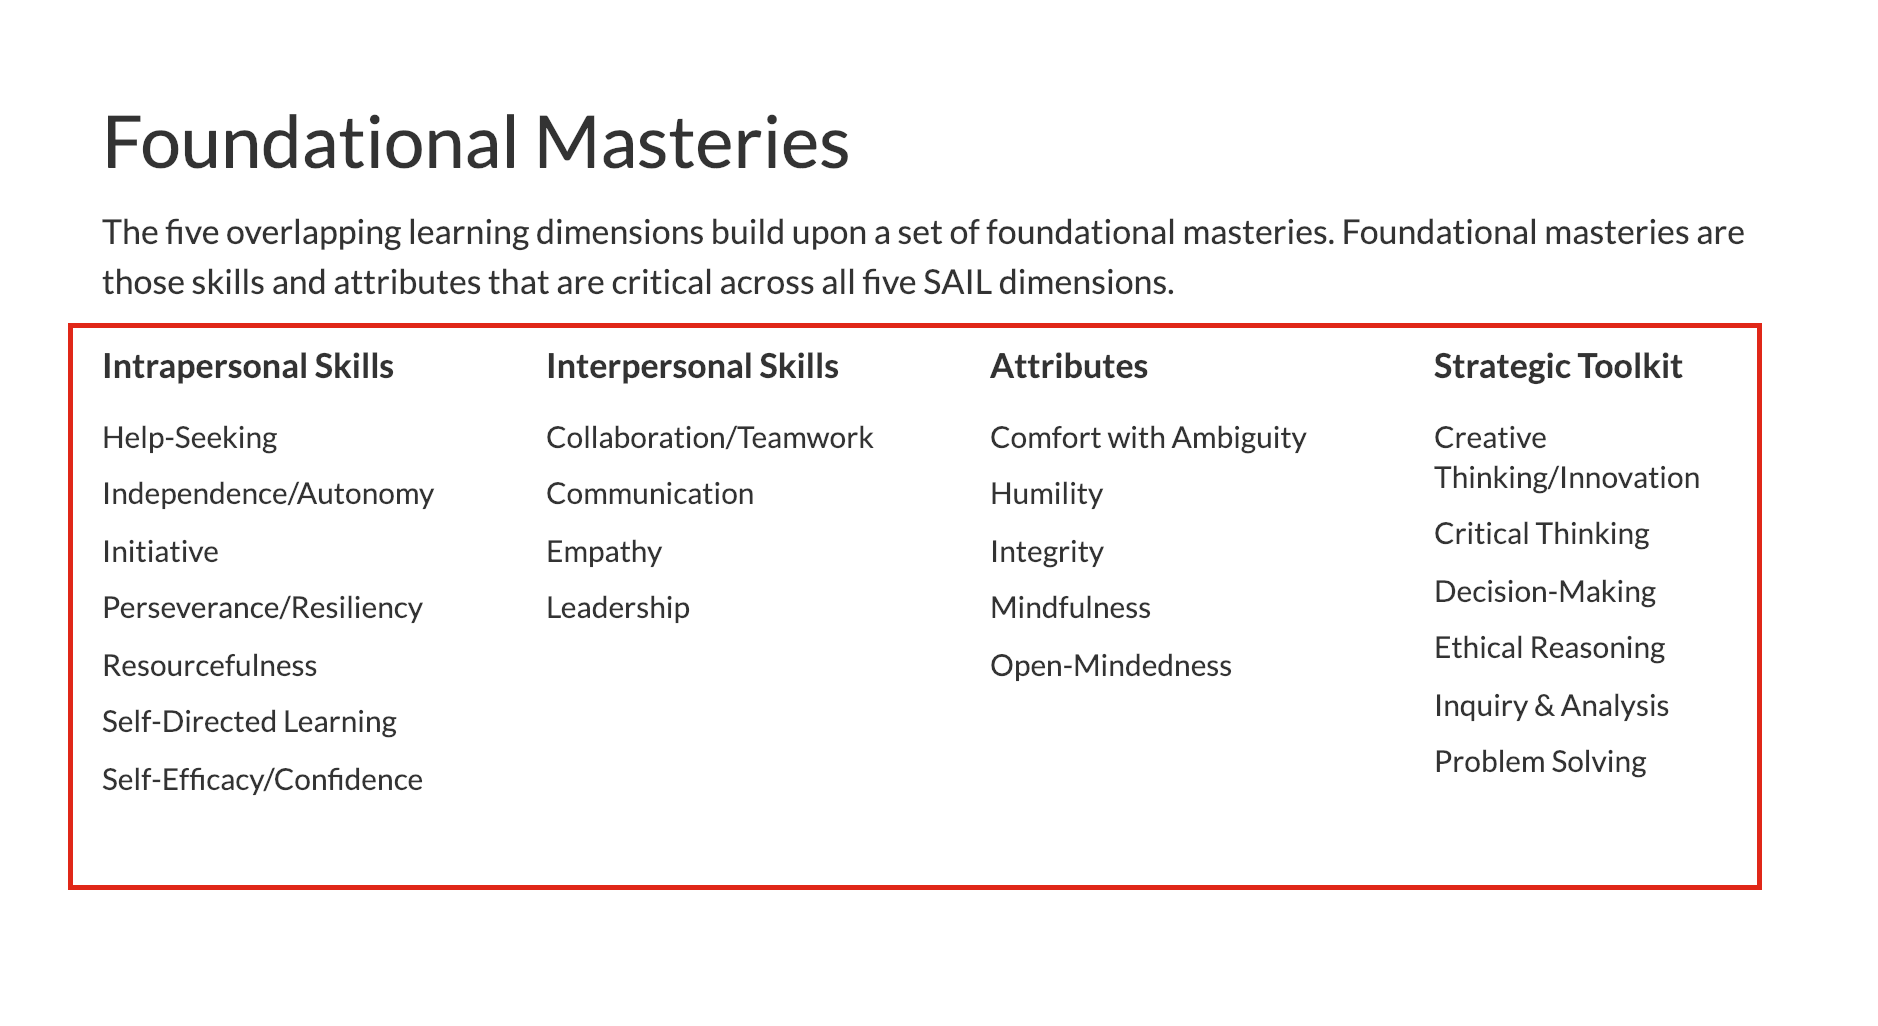 Foundational Masteries
The five overlapping learning dimensions build upon a set of foundational masteries. Foundational masteries are
those skills and attributes that are critical across all five SAIL dimensions.
Intrapersonal Skills
Help-Seeking
Independence/Autonomy
Initiative
Perseverance/Resiliency
Resourcefulness
Self-Directed Learning
Self-Efficacy/Confidence
Interpersonal Skills
Collaboration/Teamwork
Communication
Empathy
Leadership
Attributes
Comfort with Ambiguity
Humility
Integrity
Mindfulness
Open-Mindedness
Strategic Toolkit
Creative
Thinking/Innovation
Critical Thinking
Decision-Making
Ethical Reasoning
Inquiry & Analysis
Problem Solving